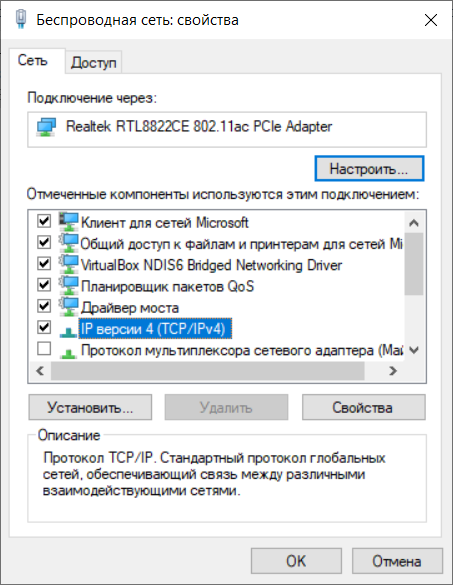 Беспроводная сеть: свойства
Сеть
Доступ
Подключение через:
Realtek RTL8822CE 802.11ac PCIe Adapter
Настроить...
Отмеченные компоненты используются этим подключением:
Клиент для сетей Microsoft
Общий доступ к файлам и принтерам для сетей Mi
VirtualBox NDIS6 Bridged Networking Driver
Планировщик пакетов QoS
Драйвер моста
IP версии 4 (TCP/IPv4)
Протокол мультиплексора сетевого адаптера (Май
Установить...
Удалить
Свойства
Описание
Протокол TCP/IP. Стандартный протокол глобальных
сетей, обеспечивающий связь между различными
взаимодействующими сетями.
OK
Отмена